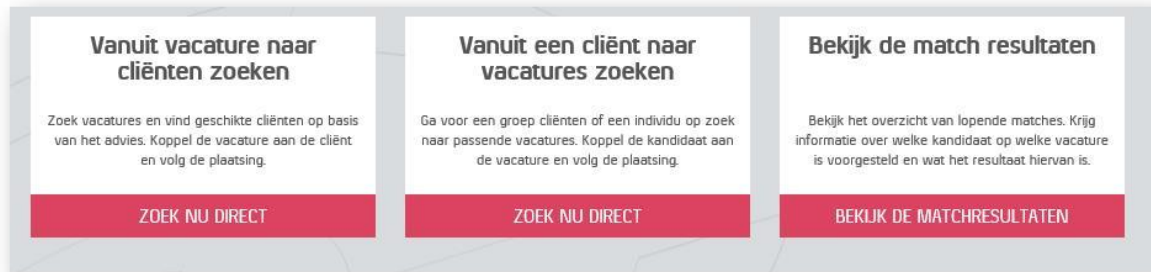 Vanuit vacature naar
cliënten zoeken
Zoek vacatures en vind geschikte cliënten op basis
van het advies. Koppel de vacature aan de cliënt
en volg de plaatsing.
ZOEK NU DIRECT
Vanuit een cliënt naar
vacatures zoeken
Ga voor een groep cliënten of een individu op zoek
naar passende vacatures. Koppel de kandidaat aan
de vacature en volg de plaatsing.
ZOEK NU DIRECT
Bekijk de match resultaten
Bekijk het overzicht van lopende matches. Krijg
informatie over welke kandidaat op welke vacature
is voorgesteld en wat het resultaat hiervan is.
BEKIJK DE MATCHRESULTATEN